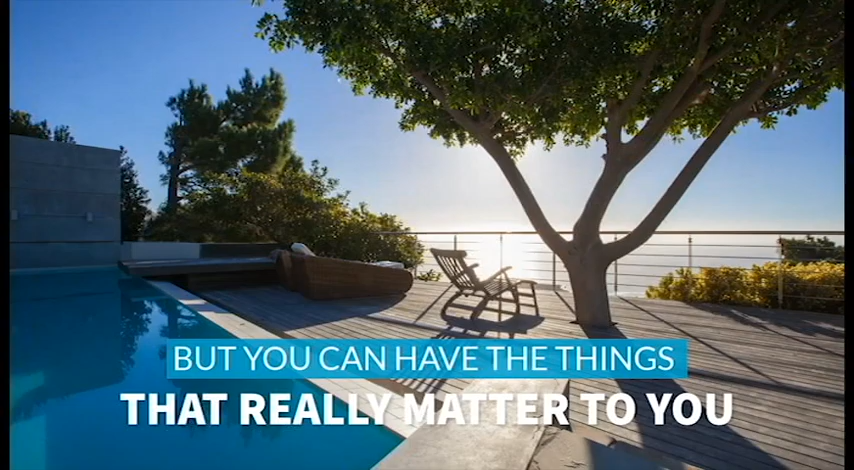 BUT YOU CAN HAVE THE THINGS
THAT REALLY MATTER TO YOU